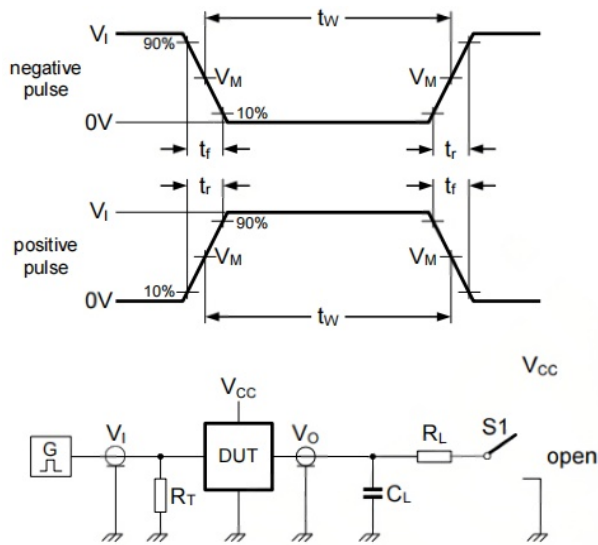 tW
VI
90%
negative
pulse
VM
VM
0V
10%
tf
tr
tr
tf
VI
90%
positive
pulse
VM
VM
10%
0V
tW
VCC
VCC
G
VI
DUT
VO
RL
S1
open
RT
CL